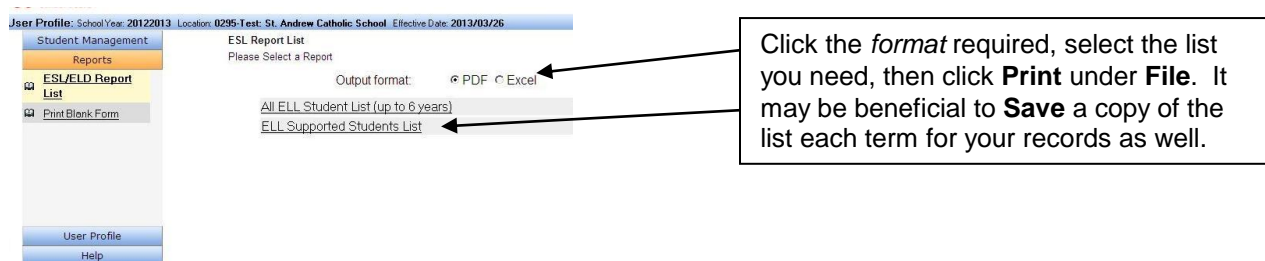 User Profile: School Year: 20122013 Location: 0295-Test: St. Andrew Catholic School Effective Date: 2013/03/26
Student Management
Reports
ESL/ELD Report
List
Print Blank Form
User Profile
Help
ESL Report List
Please Select a Report
Output format: PDF Excel
All ELL Student List (up to 6 years)
ELL Supported Students List
Click the format required, select the list
you need, then click Print under File. It
may be beneficial to Save a copy of the
list each term for your records as well.